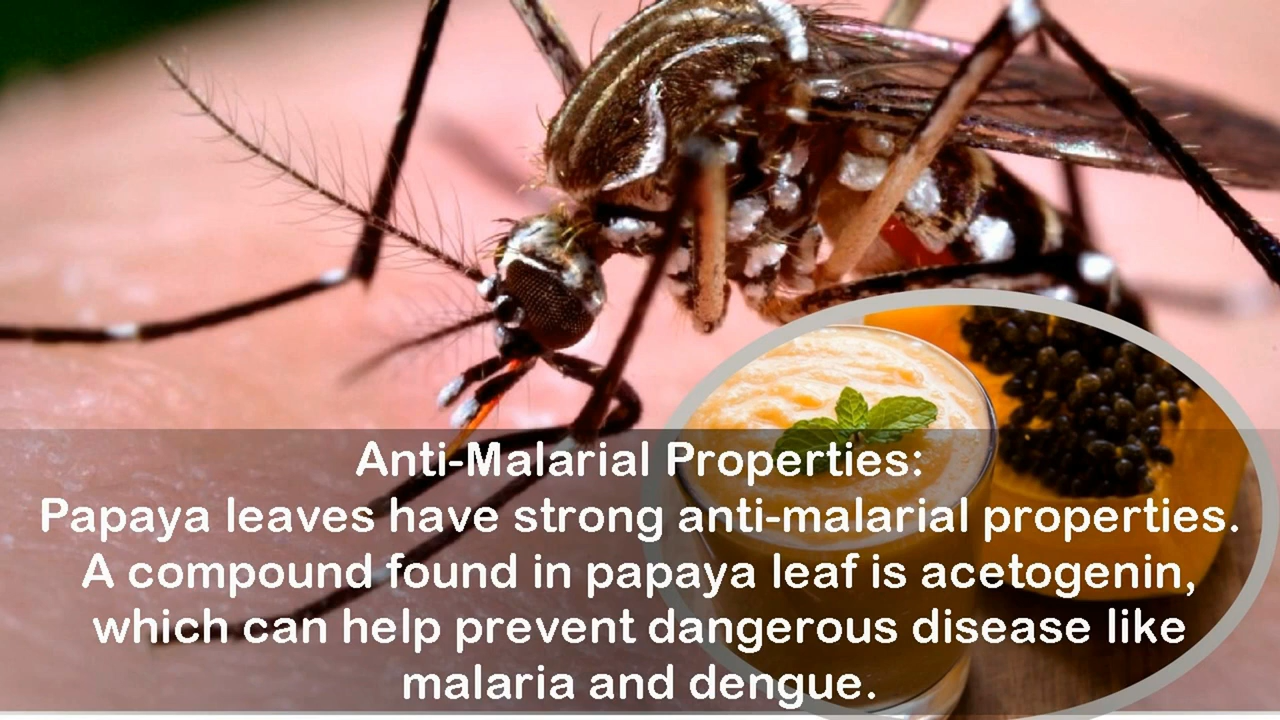 Anti-Malarial Properties:
Papaya leaves have strong anti-malarial properties.
A compound found in papaya leaf is acetogenin,
which can help prevent dangerous disease like
malaria and dengue.